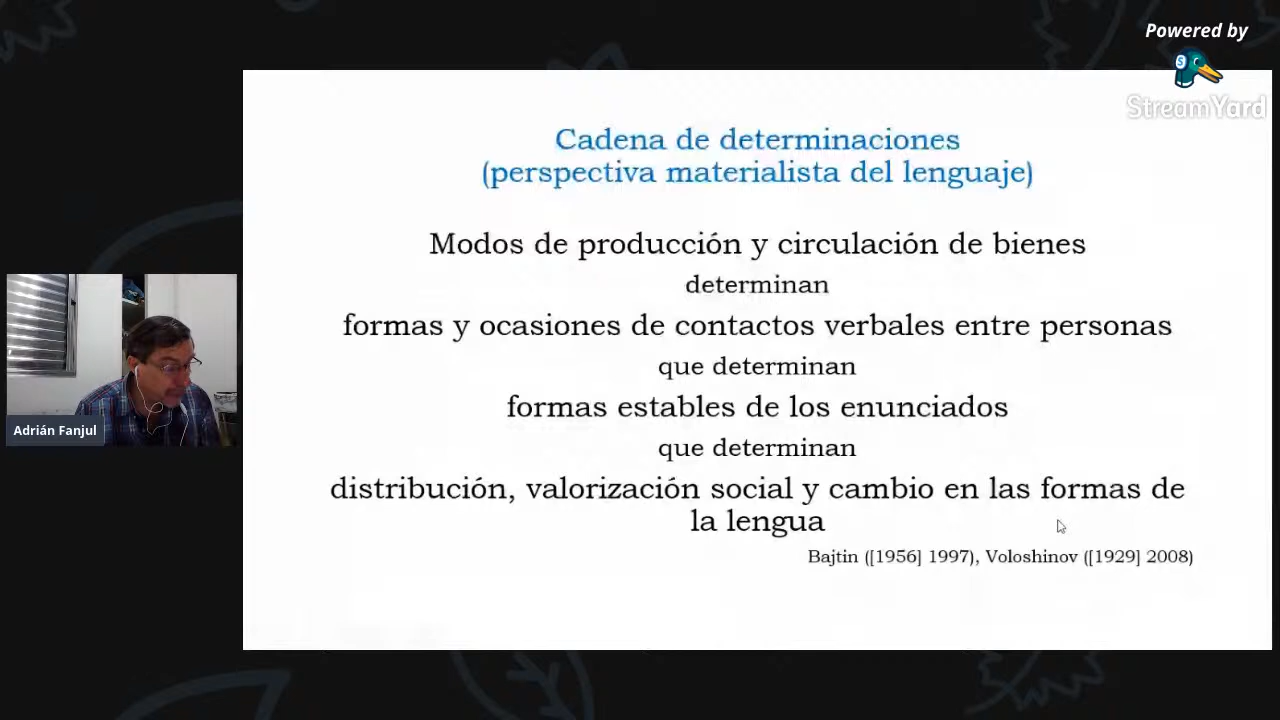 Powered by
StreamYard
Cadena de determinaciones
(perspectiva materialista del lenguaje)
Modos de producción y circulación de bienes
determinan
formas y ocasiones de contactos verbales entre personas
que determinan
formas estables de los enunciados
que determinan
distribución, valorización social y cambio en las formas de
la lengua
Bajtin ([1956] 1997), Voloshinov ([1929] 2008)
Adrián Fanjul